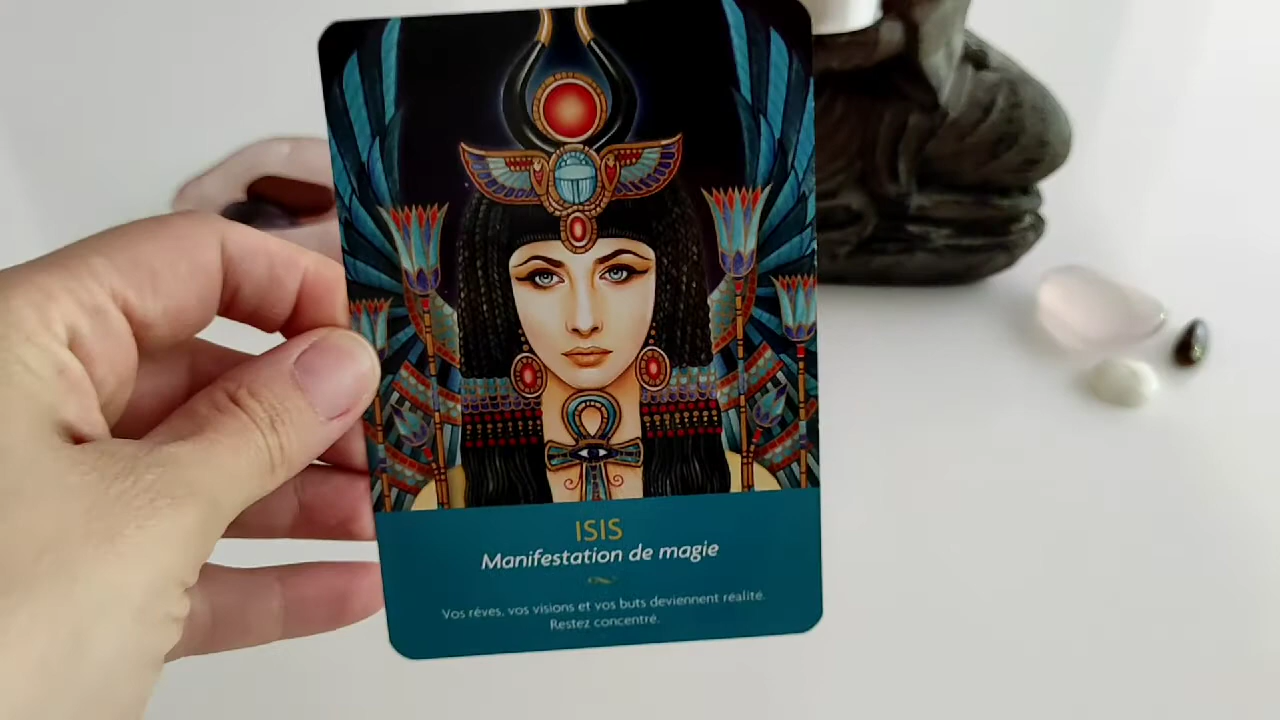 ISIS
Manifestation de magie
Vos rêves, vos visions et vos buts deviennent réalité.
Restez concentré.